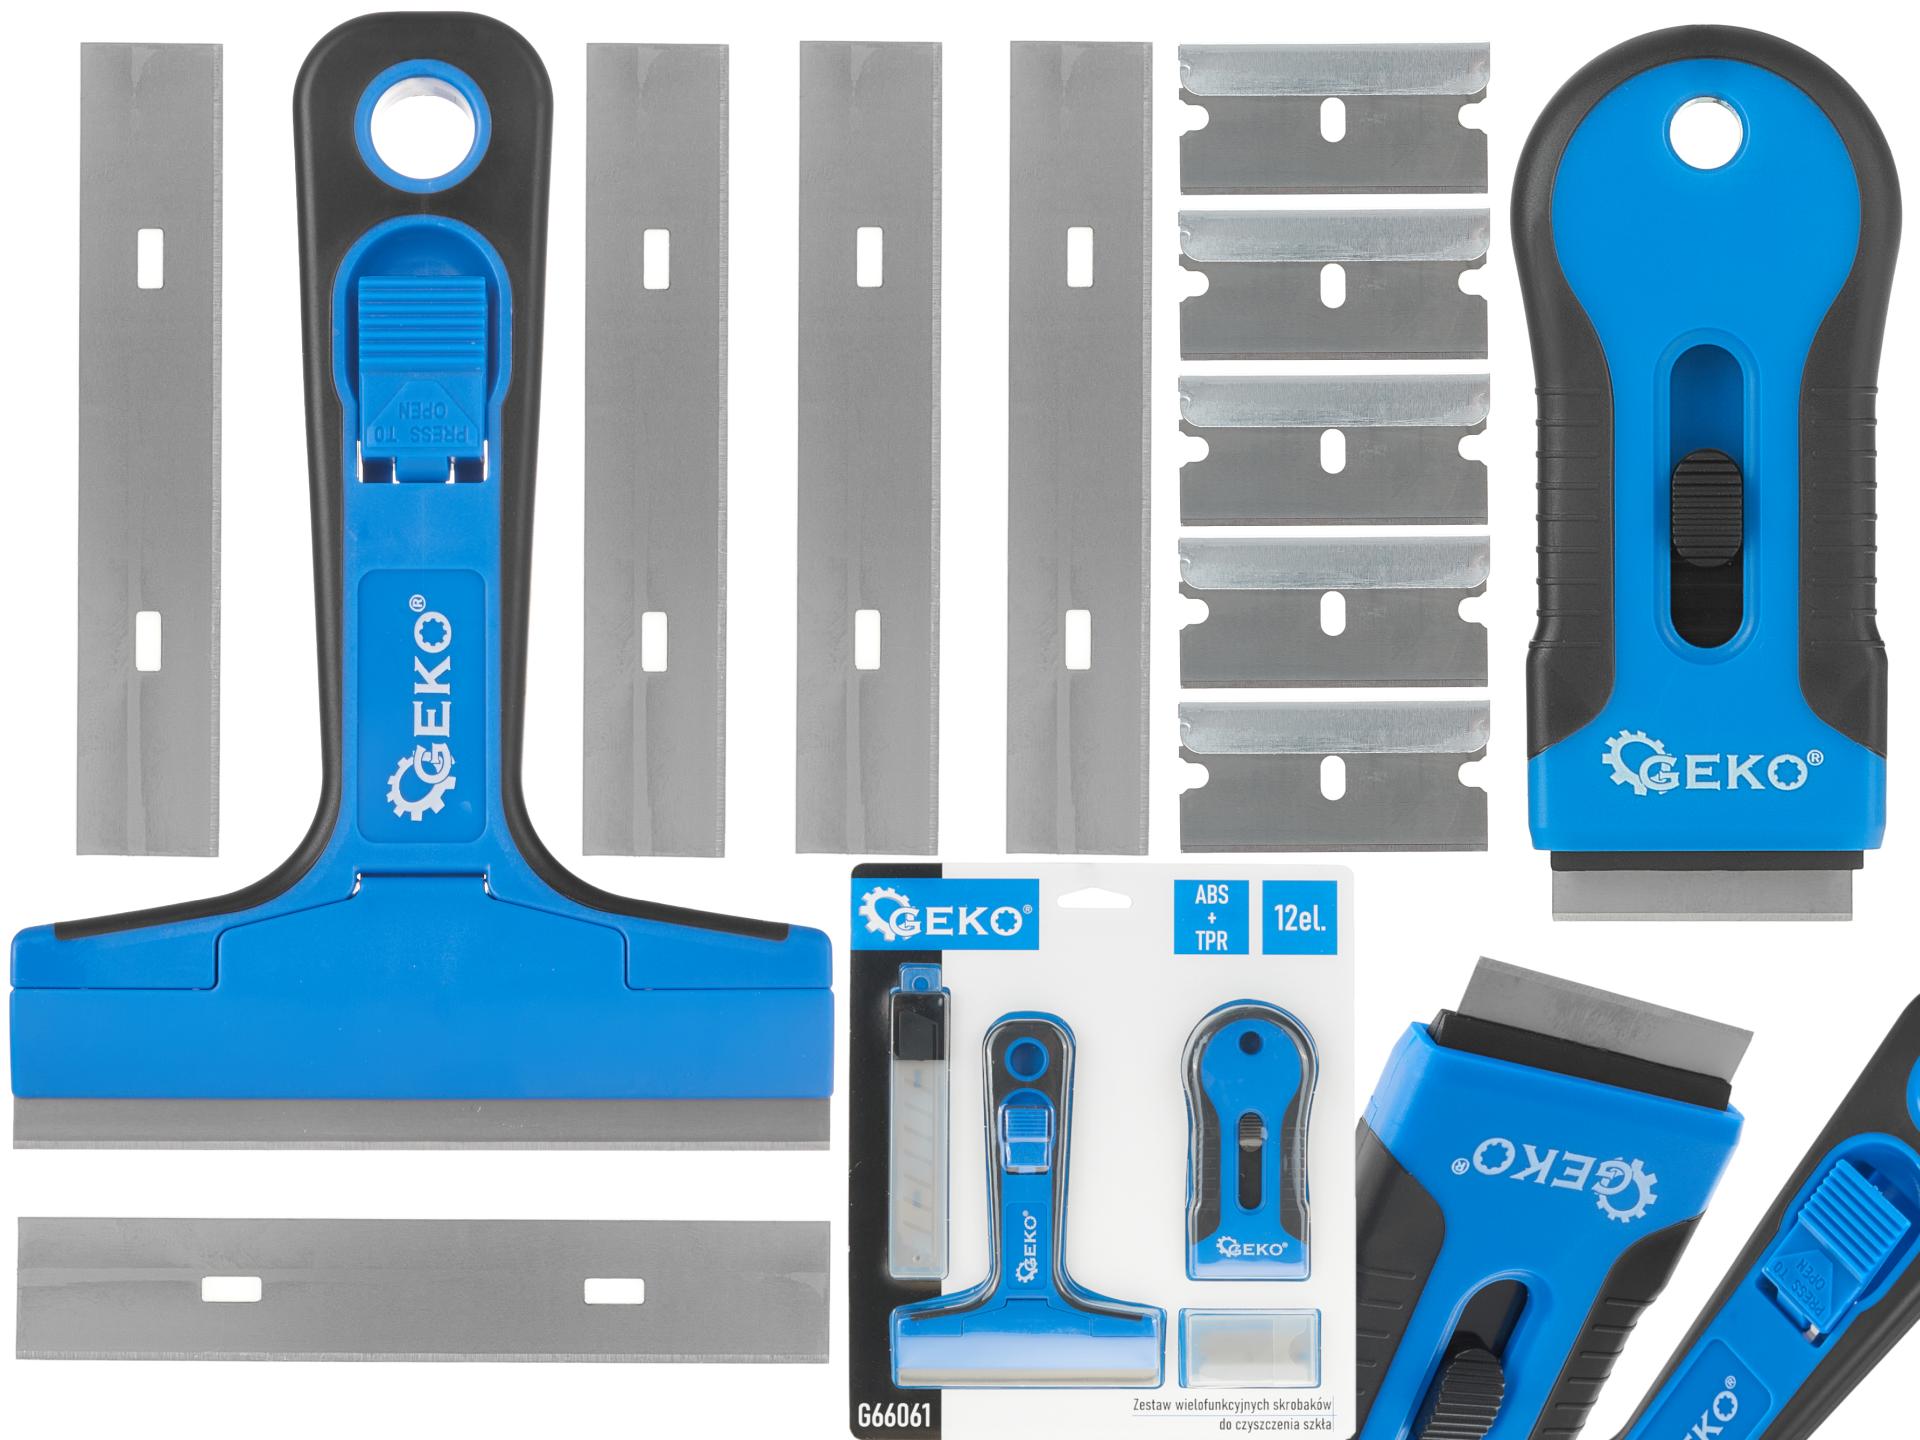 PRESS TO
OPEN
GEKO®
GEKO®
GEKO®
ABS
+
TPR
12el.
GEKO®
GEKO®
G66061
Zestaw wielofunkcyjnych skrobaków
do czyszczenia szkła
GEKO®
PRESS TO
OPEN
EKO®